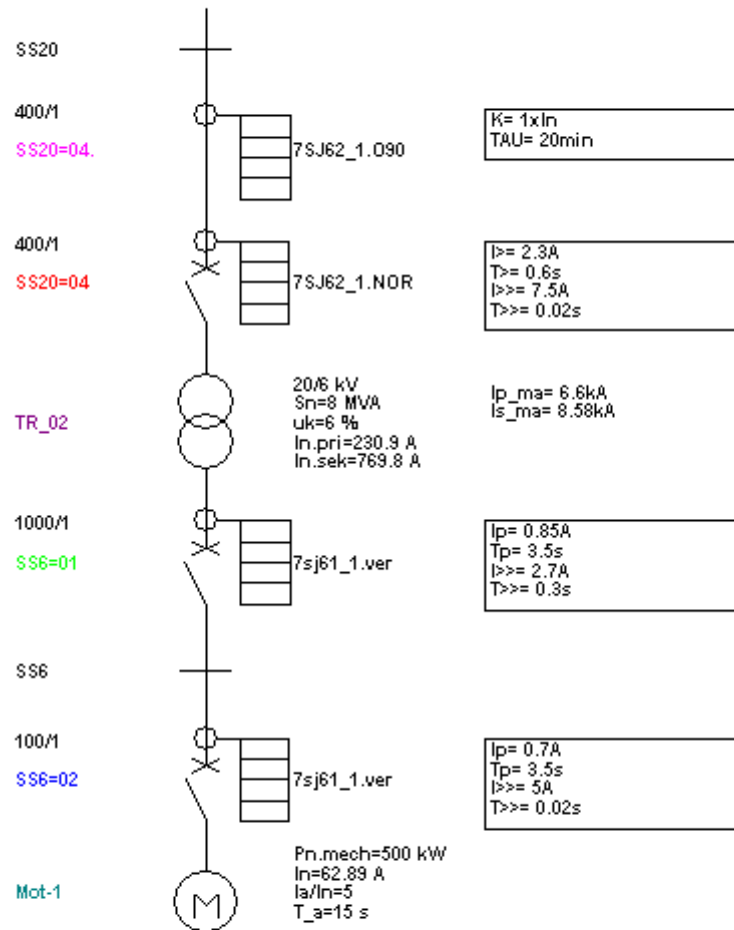 SS20
400/1
SS20=04.
7SJ62_1.O90
K= 1xIn
TAU= 20min
400/1
SS20=04
7SJ62_1.NOR
I>= 2.3A
T>= 0.6s
I>>= 7.5A
T>>= 0.02s
TR_02
20/6 kV
Sn=8 MVA
uk=6 %
In.pri=230.9 A
In.sek=769.8 A
Ip_ma= 6.6kA
Is_ma= 8.58kA
1000/1
SS6=01
7sj61_1.ver
Ip= 0.85A
Tp= 3.5s
I>>= 2.7A
T>>= 0.3s
SS6
100/1
SS6=02
7sj61_1.ver
Ip= 0.7A
Tp= 3.5s
I>>= 5A
T>>= 0.02s
Mot-1
M
Pn.mech=500 kW
In=62.89 A
Ia/In=5
T_a=15 s